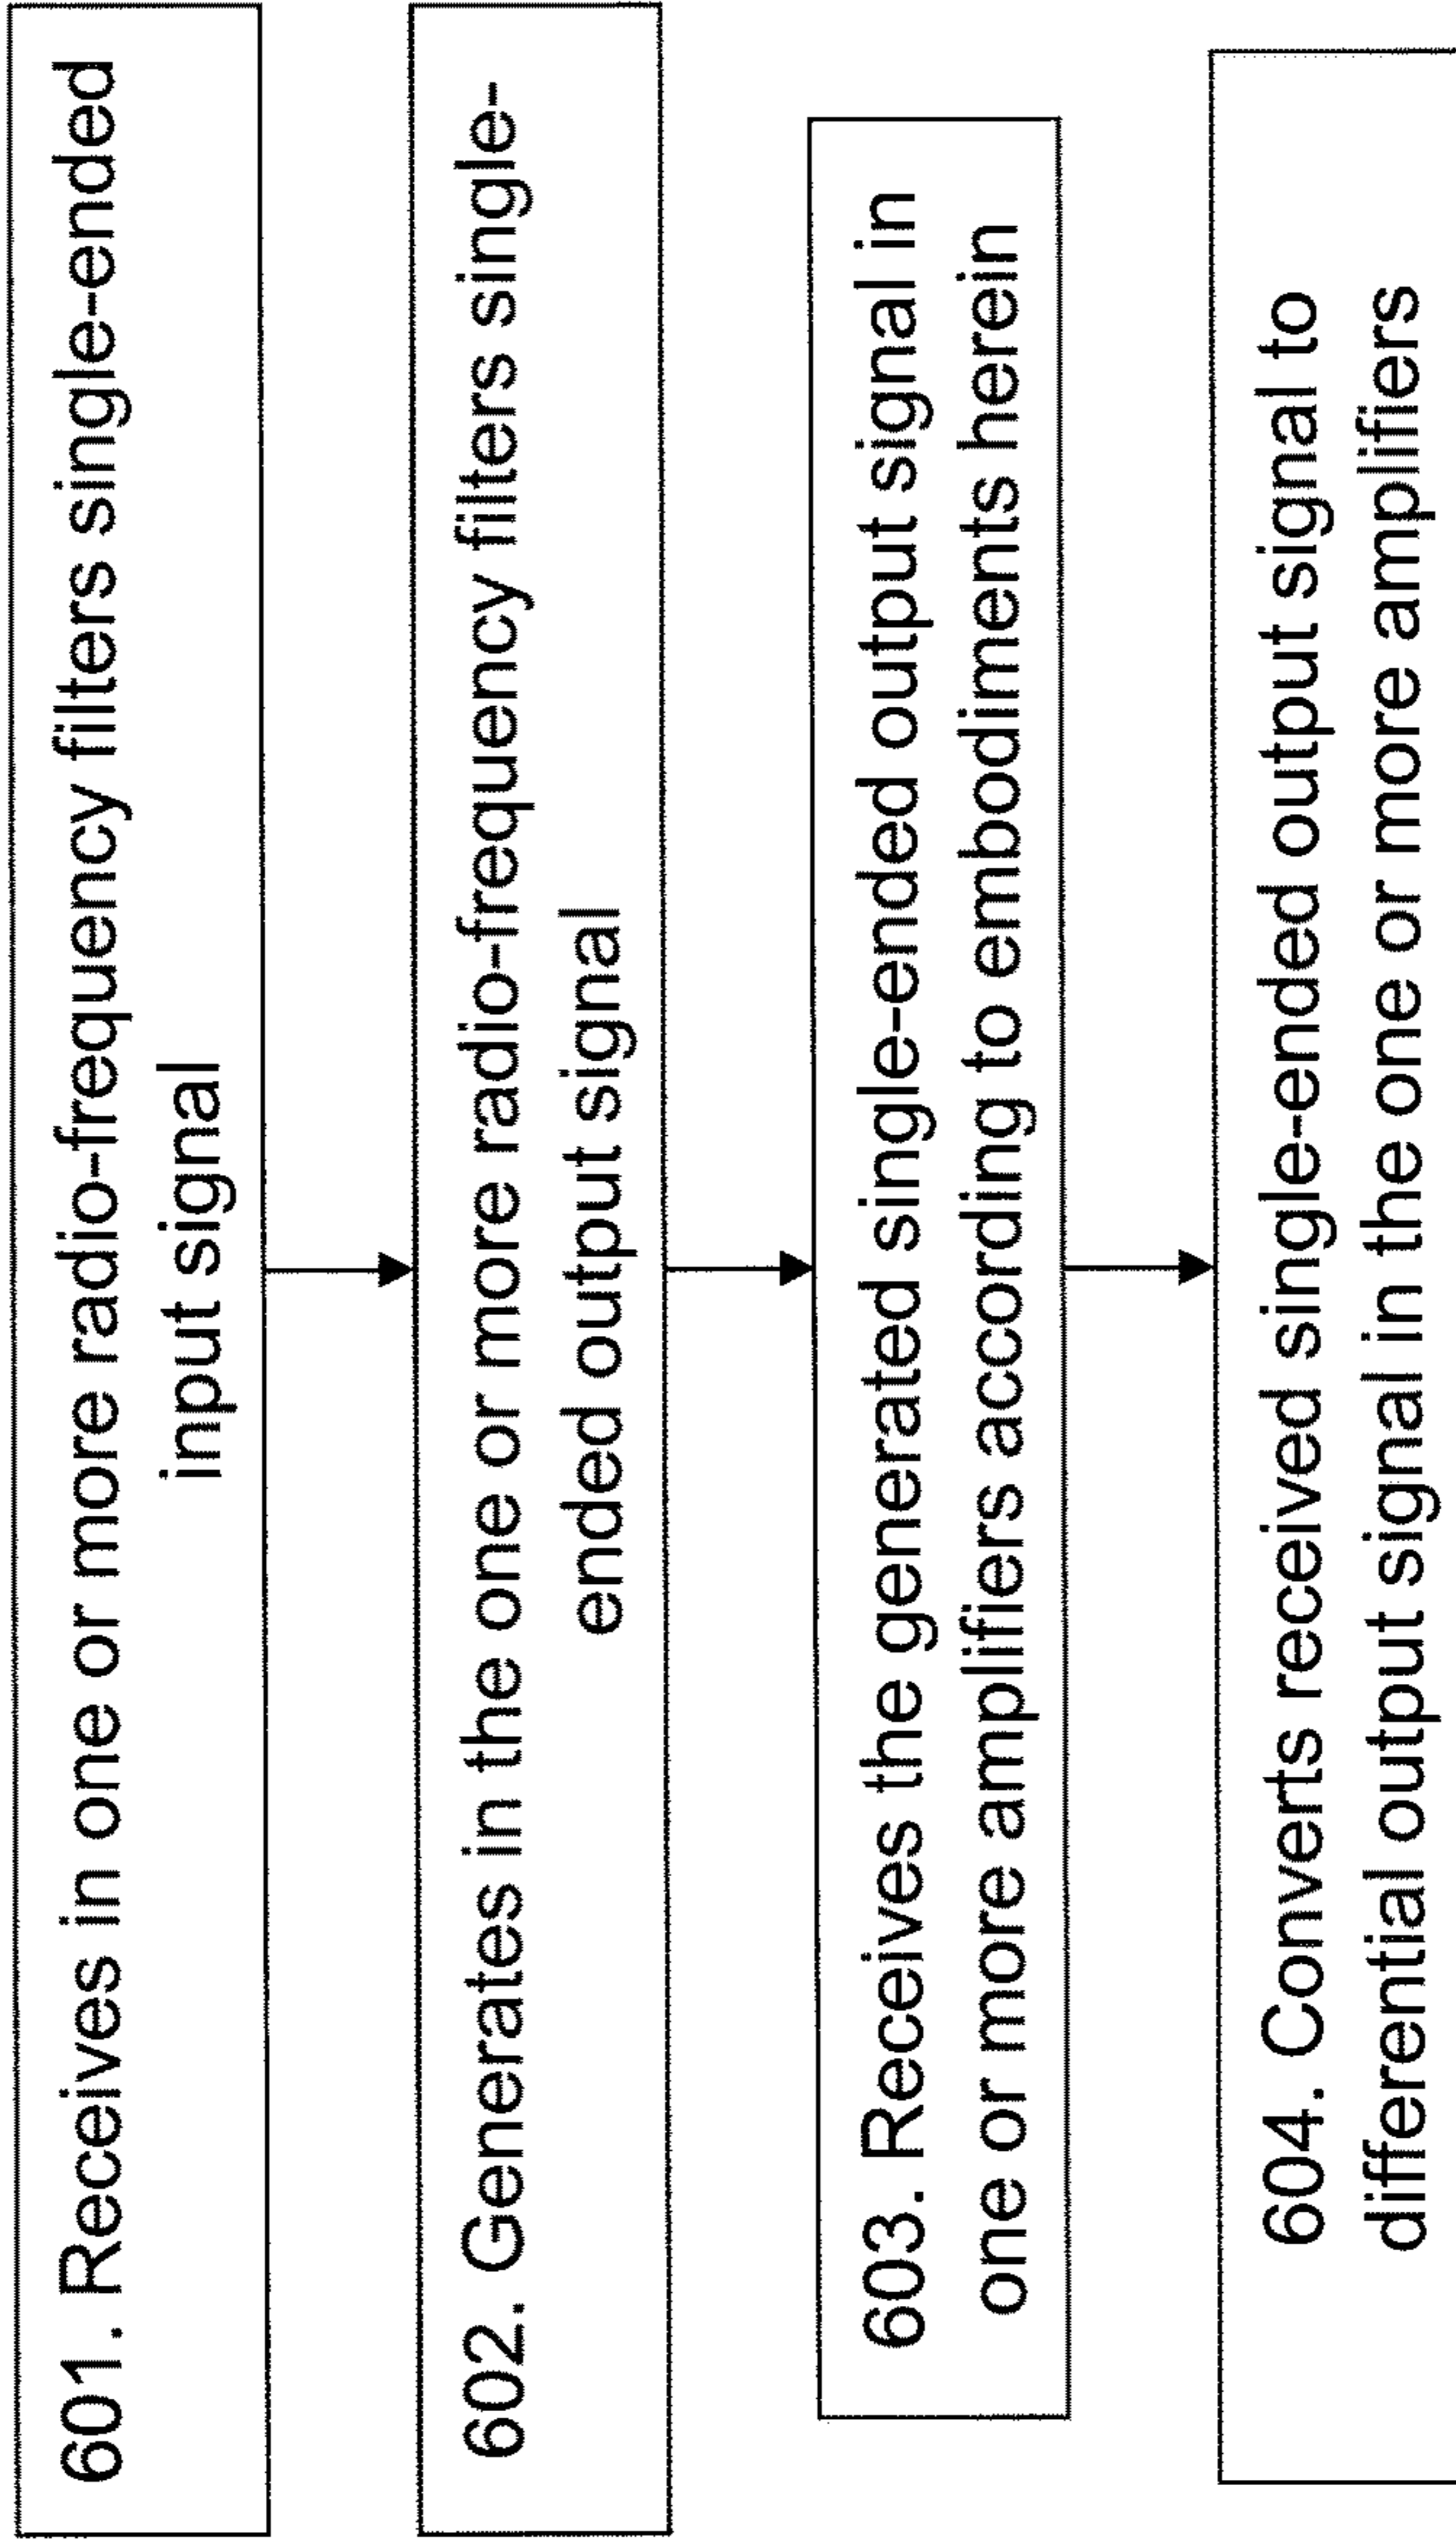 601. Receives in one or more radio-frequency filters single-ended
input signal
602. Generates in the one or more radio-frequency filters single-
ended output signal
603. Receives the generated single-ended output signal in
one or more amplifiers according to embodiments herein
604. Converts received single-ended output signal to
differential output signal in the one or more amplifiers